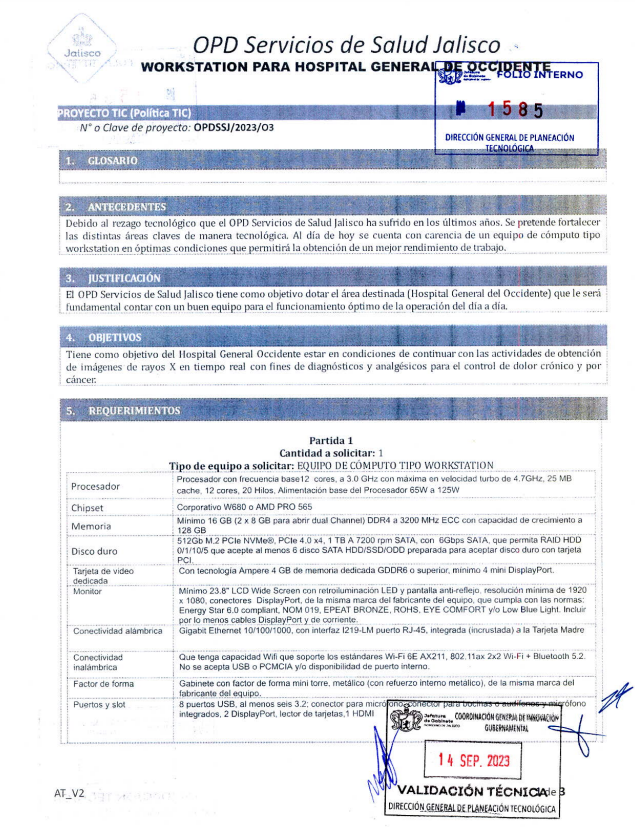 Jalisco
OPD Servicios de Salud Jalisco
WORKSTATION PARA HOSPITAL GENERAL DE OCCIDENTE
Jefatura
de Gabinete
FOLIO INTERNO
1585
DIRECCIÓN GENERAL DE PLANEACIÓN
TECNOLÓGICA
PROYECTO TIC (Política TIC)
N° o Clave de proyecto: OPDSSJ/2023/O3
1. GLOSARIO
2. ANTECEDENTES
Debido al rezago tecnológico que el OPD Servicios de Salud Jalisco ha sufrido en los últimos años. Se pretende fortalecer
las distintas áreas claves de manera tecnológica. Al día de hoy se cuenta con carencia de un equipo de cómputo tipo
workstation en óptimas condiciones que permitirá la obtención de un mejor rendimiento de trabajo.
3. JUSTIFICACIÓN
El OPD Servicios de Salud Jalisco tiene como objetivo dotar el área destinada (Hospital General del Occidente) que le será
fundamental contar con un buen equipo para el funcionamiento óptimo de la operación del día a día.
4. OBJETIVOS
Tiene como objetivo del Hospital General Occidente estar en condiciones de continuar con las actividades de obtención
de imágenes de rayos X en tiempo real con fines de diagnósticos y analgésicos para el control de dolor crónico y por
cáncer.
5. REQUERIMIENTOS
Partida 1
Cantidad a solicitar: 1
Tipo de equipo a solicitar: EQUIPO DE CÓMPUTO TIPO WORKSTATION
Procesador
Procesador con frecuencia base12 cores, a 3.0 GHz con máxima en velocidad turbo de 4.7GHz, 25 MB
cache, 12 cores, 20 Hilos, Alimentación base del Procesador 65W a 125W
Chipset
Corporativo W680 o AMD PRO 565
Memoria
Mínimo 16 GB (2 x 8 GB para abrir dual Channel) DDR4 a 3200 MHz ECC con capacidad de crecimiento a
128 GB
Disco duro
512Gb M.2 PCIe NVMe®, PCIe 4.0 x4, 1 TB A 7200 rpm SATA, con 6Gbps SATA, que permita RAID HDD
0/1/10/5 que acepte al menos 6 disco SATA HDD/SSD/ODD preparada para aceptar disco duro con tarjeta
PCI.
Tarjeta de video
dedicada
Con tecnología Ampere 4 GB de memoria dedicada GDDR6 o superior, mínimo 4 mini DisplayPort.
Monitor
Mínimo 23.8" LCD Wide Screen con retroiluminación LED y pantalla anti-reflejo, resolución mínima de 1920
x 1080, conectores DisplayPort, de la misma marca del fabricante del equipo, que cumpla con las normas:
Energy Star 6.0 compliant, NOM 019, EPEAT BRONZE, ROHS, EYE COMFORT y/o Low Blue Light. Incluir
por lo menos cables DisplayPort y de corriente.
Conectividad alámbrica
Gigabit Ethernet 10/100/1000, con interfaz I219-LM puerto RJ-45, integrada (incrustada) a la Tarjeta Madre
Conectividad
inalámbrica
Que tenga capacidad Wifi que soporte los estándares Wi-Fi 6E AX211, 802.11ax 2x2 Wi-Fi + Bluetooth 5.2.
No se acepta USB o PCMCIA y/o disponibilidad de puerto interno.
Factor de forma
Gabinete con factor de forma mini torre, metálico (con refuerzo interno metálico), de la misma marca del
fabricante del equipo.
Puertos y slot
8 puertos USB, al menos seis 3.2; conector para micrófono, conector para bocinas o audífonos y micrófono
integrados, 2 DisplayPort, lector de tarjetas,1 HDMI
Jefatura
de Gabinete
COORDINACIÓN GENERAL DE INNOVACIÓN
GUBERNAMENTAL
14 SEP. 2023
VALIDACIÓN TÉCNICA
DIRECCIÓN GENERAL DE PLANEACIÓN TECNOLÓGICA
AT_V2
de 3